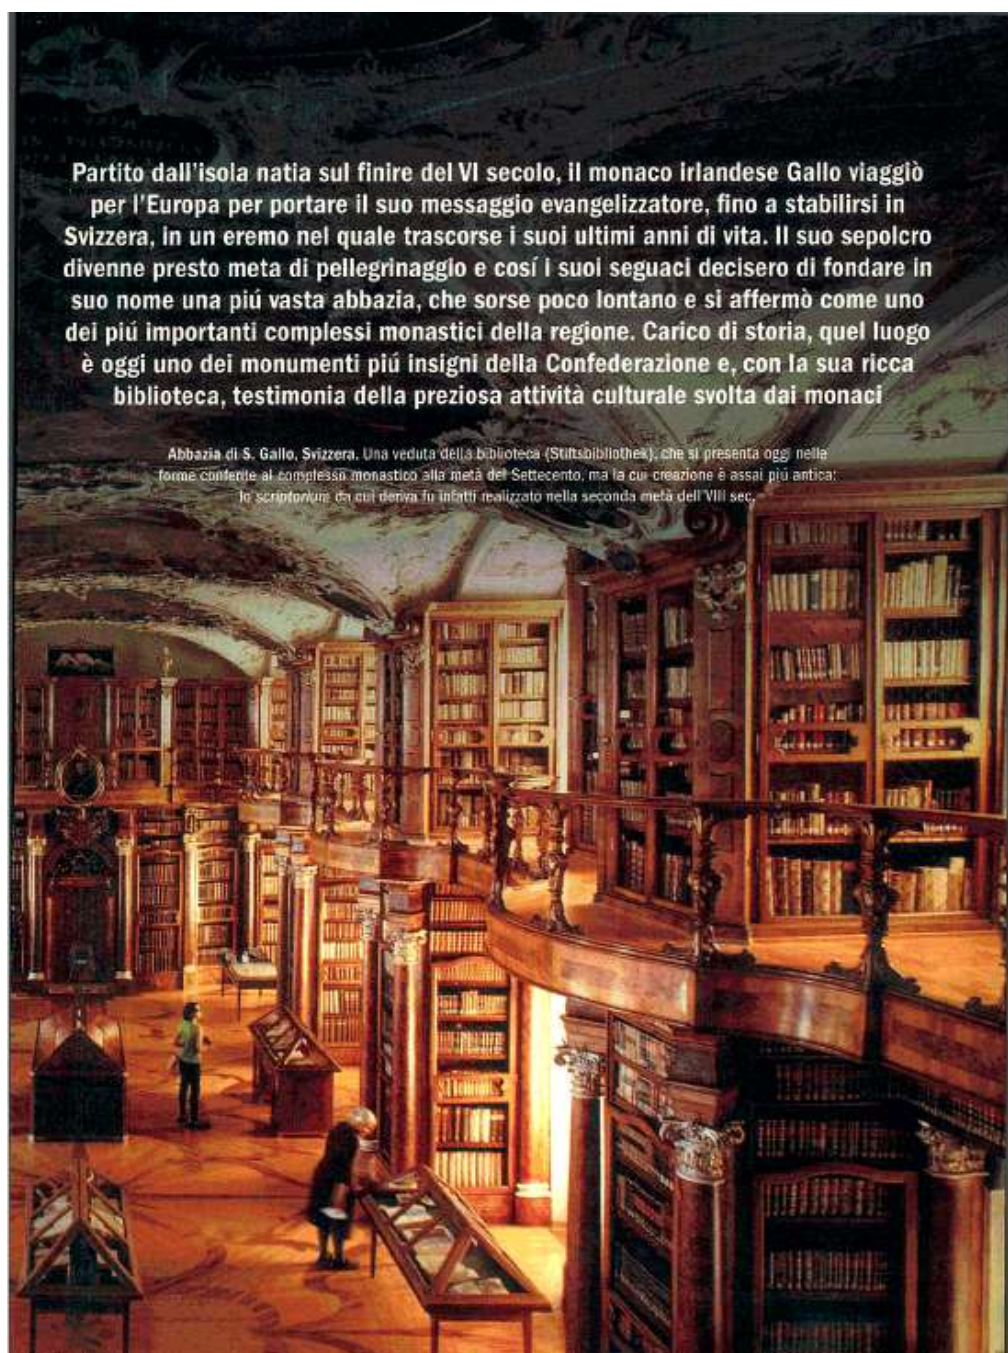 Partito dall'isola natia sul finire del VI secolo, il monaco irlandese Gallo viaggiò
per l'Europa per portare il suo messaggio evangelizzatore, fino a stabilirsi in
Svizzera, in un eremo nel quale trascorse i suoi ultimi anni di vita. Il suo sepolcro
divenne presto meta di pellegrinaggio e cosí i suoi seguaci decisero di fondare in
suo nome una piú vasta abbazia, che sorse poco lontano e si affermò come uno
dei piú importanti complessi monastici della regione. Carico di storia, quel luogo
è oggi uno dei monumenti piú insigni della Confederazione e, con la sua ricca
biblioteca, testimonia della preziosa attività culturale svolta dai monaci
Abbazia di S. Gallo, Svizzera. Una veduta della biblioteca (Stiftsbibliothek), che si presenta oggi nelle
forme conferite al complesso monastico alla metà del Settecento, ma la cui creazione è assai piú antica:
lo scriptorium da cui deriva fu infatti realizzato nella seconda metà dell'VIII sec.